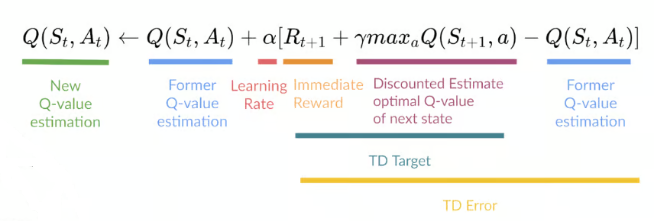 Q(S_t, A_t) ← Q(S_t, A_t) + α[R_{t+1} + γmax_aQ(S_{t+1}, a) − Q(S_t, A_t)]
New
Q-value
estimation
Former
Q-value
estimation
Learning
Rate
Immediate
Reward
Discounted Estimate
optimal Q-value
of next state
Former
Q-value
estimation
TD Target
TD Error